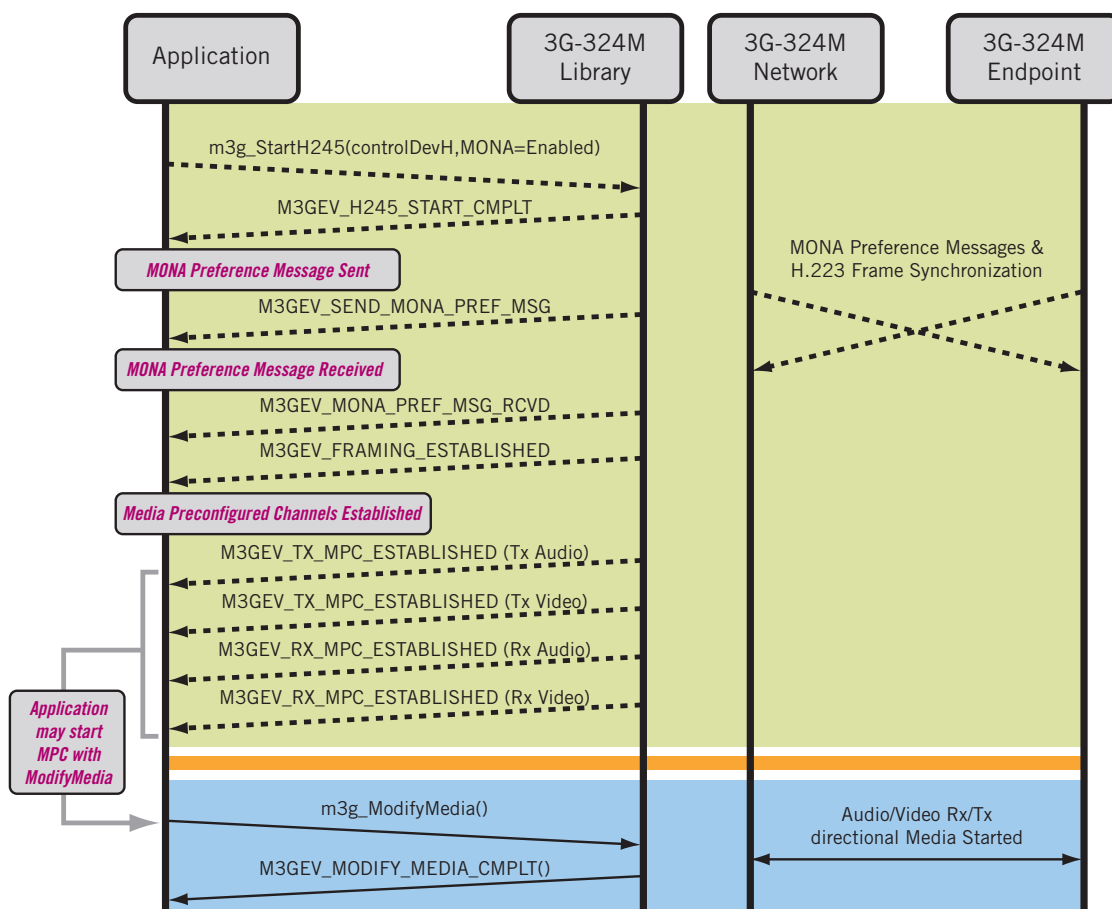 Application
3G-324M
Library
3G-324M
Network
3G-324M
Endpoint
m3g_StartH245(controlDevH,MONA=Enabled)
M3GEV_H245_START_CMPLT
MONA Preference Messages &
H.223 Frame Synchronization
MONA Preference Message Sent
M3GEV_SEND_MONA_PREF_MSG
MONA Preference Message Received
M3GEV_MONA_PREF_MSG_RCVD
M3GEV_FRAMING_ESTABLISHED
Media Preconfigured Channels Established
M3GEV_TX_MPC_ESTABLISHED (Tx Audio)
M3GEV_TX_MPC_ESTABLISHED (Tx Video)
M3GEV_RX_MPC_ESTABLISHED (Rx Audio)
M3GEV_RX_MPC_ESTABLISHED (Rx Video)
Application
may start
MPC with
ModifyMedia
m3g_ModifyMedia()
Audio/Video Rx/Tx
directional Media Started
M3GEV_MODIFY_MEDIA_CMPLT()